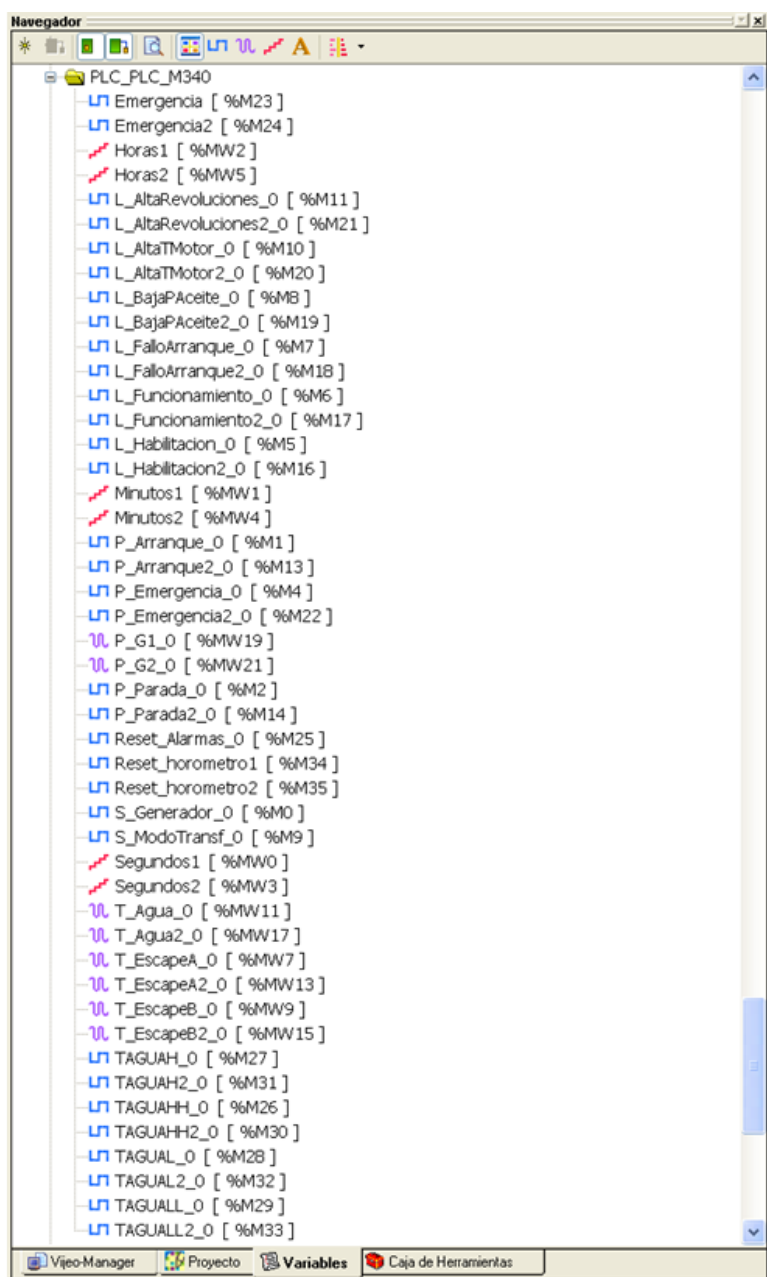 Navegador
PLC_PLC_M340
Emergencia [ %M23 ]
Emergencia2 [ %M24 ]
Horas1 [ %MW2 ]
Horas2 [ %MW5 ]
L_AltaRevoluciones_0 [ %M11 ]
L_AltaRevoluciones2_0 [ %M21 ]
L_AltaTMotor_0 [ %M10 ]
L_AltaTMotor2_0 [ %M20 ]
L_BajaPAceite_0 [ %M8 ]
L_BajaPAceite2_0 [ %M19 ]
L_FalloArranque_0 [ %M7 ]
L_FalloArranque2_0 [ %M18 ]
L_Funcionamiento_0 [ %M6 ]
L_Funcionamiento2_0 [ %M17 ]
L_Habilitacion_0 [ %M5 ]
L_Habilitacion2_0 [ %M16 ]
Minutos1 [ %MW1 ]
Minutos2 [ %MW4 ]
P_Arranque_0 [ %M1 ]
P_Arranque2_0 [ %M13 ]
P_Emergencia_0 [ %M4 ]
P_Emergencia2_0 [ %M22 ]
P_G1_0 [ %MW19 ]
P_G2_0 [ %MW21 ]
P_Parada_0 [ %M2 ]
P_Parada2_0 [ %M14 ]
Reset_Alarmas_0 [ %M25 ]
Reset_horometro1 [ %M34 ]
Reset_horometro2 [ %M35 ]
S_Generador_0 [ %M0 ]
S_ModoTransf_0 [ %M9 ]
Segundos1 [ %MW0 ]
Segundos2 [ %MW3 ]
T_Agua_0 [ %MW11 ]
T_Agua2_0 [ %MW17 ]
T_EscapeA_0 [ %MW7 ]
T_EscapeA2_0 [ %MW13 ]
T_EscapeB_0 [ %MW9 ]
T_EscapeB2_0 [ %MW15 ]
TAGUAH_0 [ %M27 ]
TAGUAH2_0 [ %M31 ]
TAGUAHH_0 [ %M26 ]
TAGUAHH2_0 [ %M30 ]
TAGUAL_0 [ %M28 ]
TAGUAL2_0 [ %M32 ]
TAGUALL_0 [ %M29 ]
TAGUALL2_0 [ %M33 ]
Vijeo-Manager Proyecto Variables Caja de Herramientas